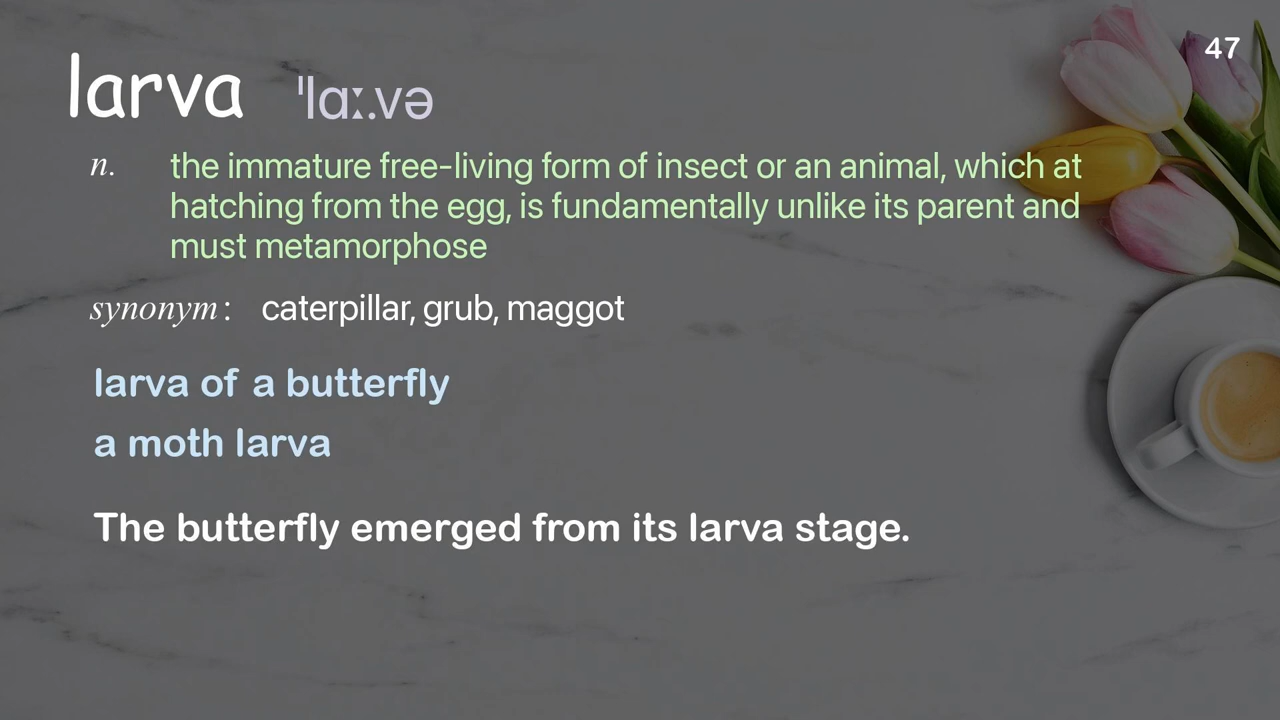 47
larva ˈlɑː.və
n. the immature free-living form of insect or an animal, which at
hatching from the egg, is fundamentally unlike its parent and
must metamorphose
synonym: caterpillar, grub, maggot
larva of a butterfly
a moth larva
The butterfly emerged from its larva stage.